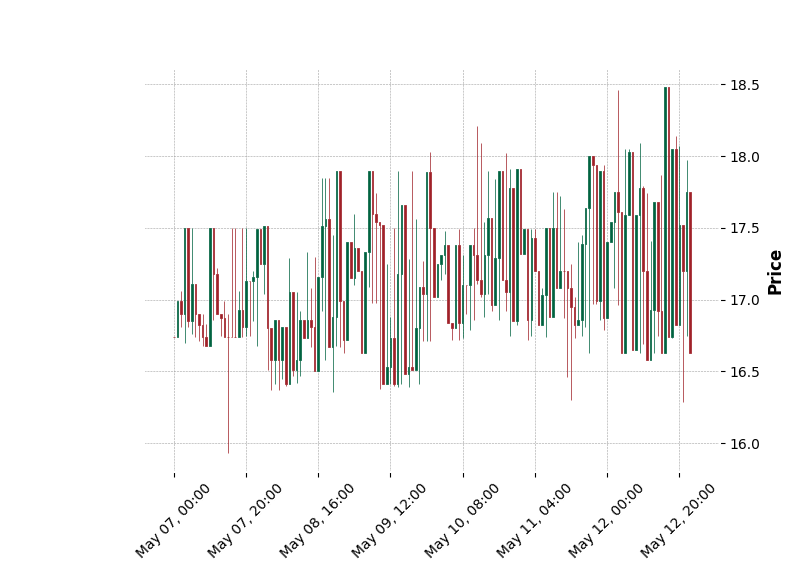 18.5
18.0
17.5
17.0
16.5
16.0
Price
May 07, 00:00
May 07, 20:00
May 08, 16:00
May 09, 12:00
May 10, 08:00
May 11, 04:00
May 12, 00:00
May 12, 20:00